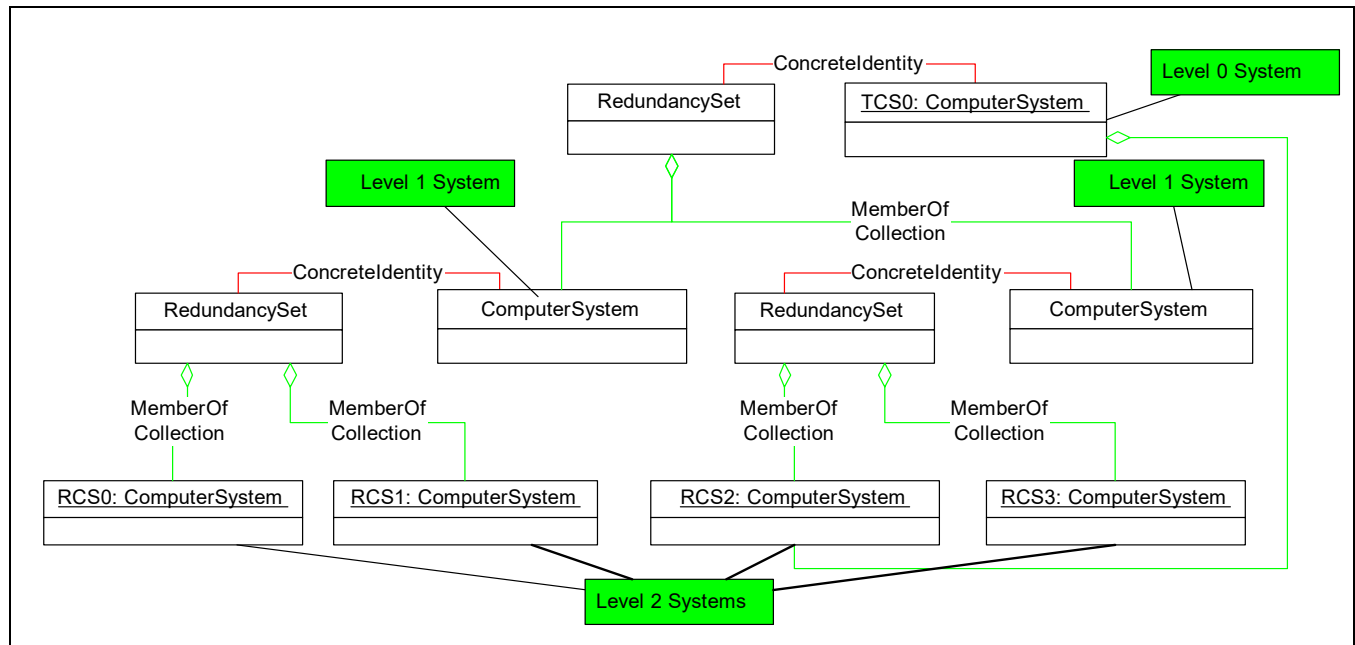 ConcreteIdentity
Level 0 System
RedundancySet
TCS0: ComputerSystem
Level 1 System
Level 1 System
MemberOf
Collection
ConcreteIdentity
ConcreteIdentity
RedundancySet
ComputerSystem
RedundancySet
ComputerSystem
MemberOf
Collection
MemberOf
Collection
MemberOf
Collection
MemberOf
Collection
RCS0: ComputerSystem
RCS1: ComputerSystem
RCS2: ComputerSystem
RCS3: ComputerSystem
Level 2 Systems